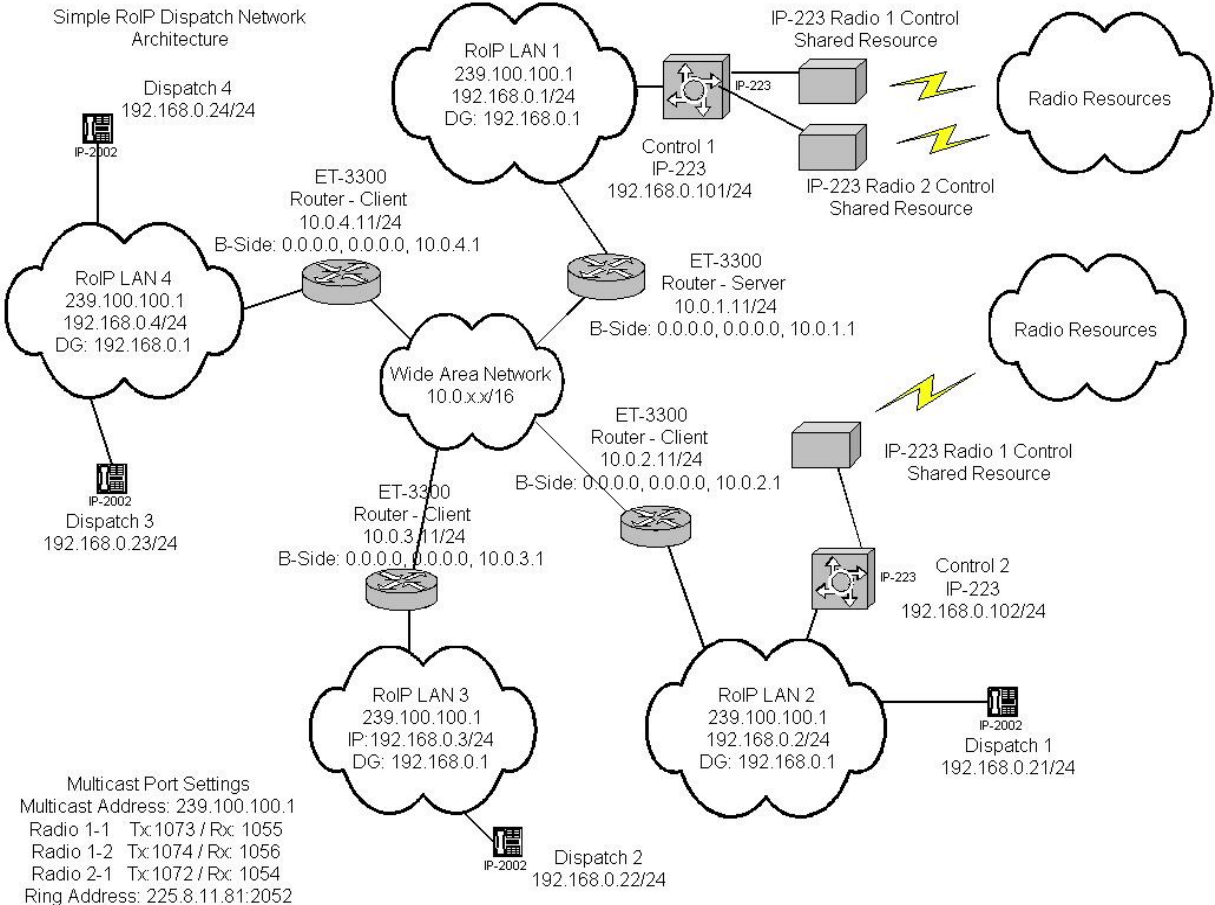 Simple RoIP Dispatch Network
Architecture
Dispatch 4
192.168.0.24/24
IP-2002
RoIP LAN 1
239.100.100.1
192.168.0.1/24
DG: 192.168.0.1
IP-223
Control 1
IP-223
192.168.0.101/24
IP-223 Radio 1 Control
Shared Resource
Radio Resources
IP-223 Radio 2 Control
Shared Resource
ET-3300
Router - Client
10.0.4.11/24
B-Side: 0.0.0.0, 0.0.0.0, 10.0.4.1
RoIP LAN 4
239.100.100.1
192.168.0.4/24
DG: 192.168.0.1
ET-3300
Router - Server
10.0.1.11/24
B-Side: 0.0.0.0, 0.0.0.0, 10.0.1.1
Radio Resources
Wide Area Network
10.0.x.x/16
ET-3300
Router - Client
10.0.2.11/24
B-Side: 0.0.0.0, 0.0.0.0, 10.0.2.1
IP-223 Radio 1 Control
Shared Resource
IP-2002
Dispatch 3
192.168.0.23/24
ET-3300
Router - Client
10.0.3.11/24
B-Side: 0.0.0.0, 0.0.0.0, 10.0.3.1
IP-223
Control 2
IP-223
192.168.0.102/24
RoIP LAN 3
239.100.100.1
IP:192.168.0.3/24
DG: 192.168.0.1
RoIP LAN 2
239.100.100.1
192.168.0.2/24
DG: 192.168.0.1
IP-2002
Dispatch 1
192.168.0.21/24
Multicast Port Settings
Multicast Address: 239.100.100.1
Radio 1-1 Tx:1073 / Rx: 1055
Radio 1-2 Tx:1074 / Rx: 1056
Radio 2-1 Tx:1072 / Rx: 1054
Ring Address: 225.8.11.81:2052
IP-2002
Dispatch 2
192.168.0.22/24